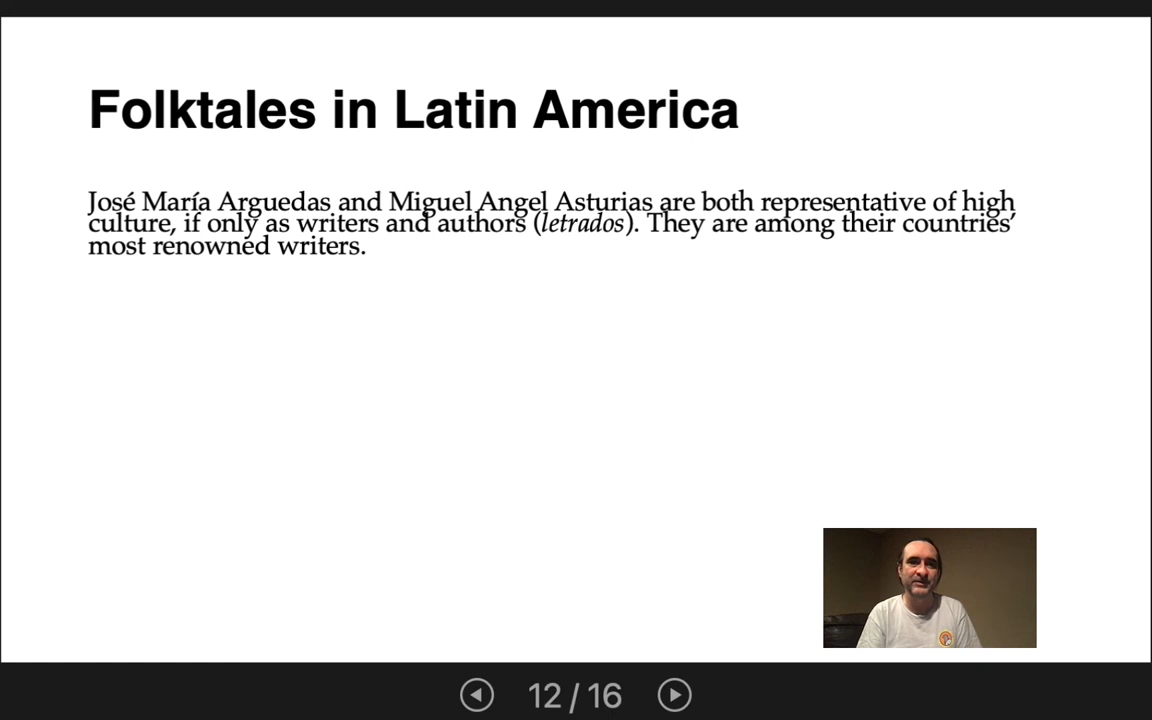 Folktales in Latin America
José María Arguedas and Miguel Angel Asturias are both representative of high
culture, if only as writers and authors (letrados). They are among their countries’
most renowned writers.
12 / 16